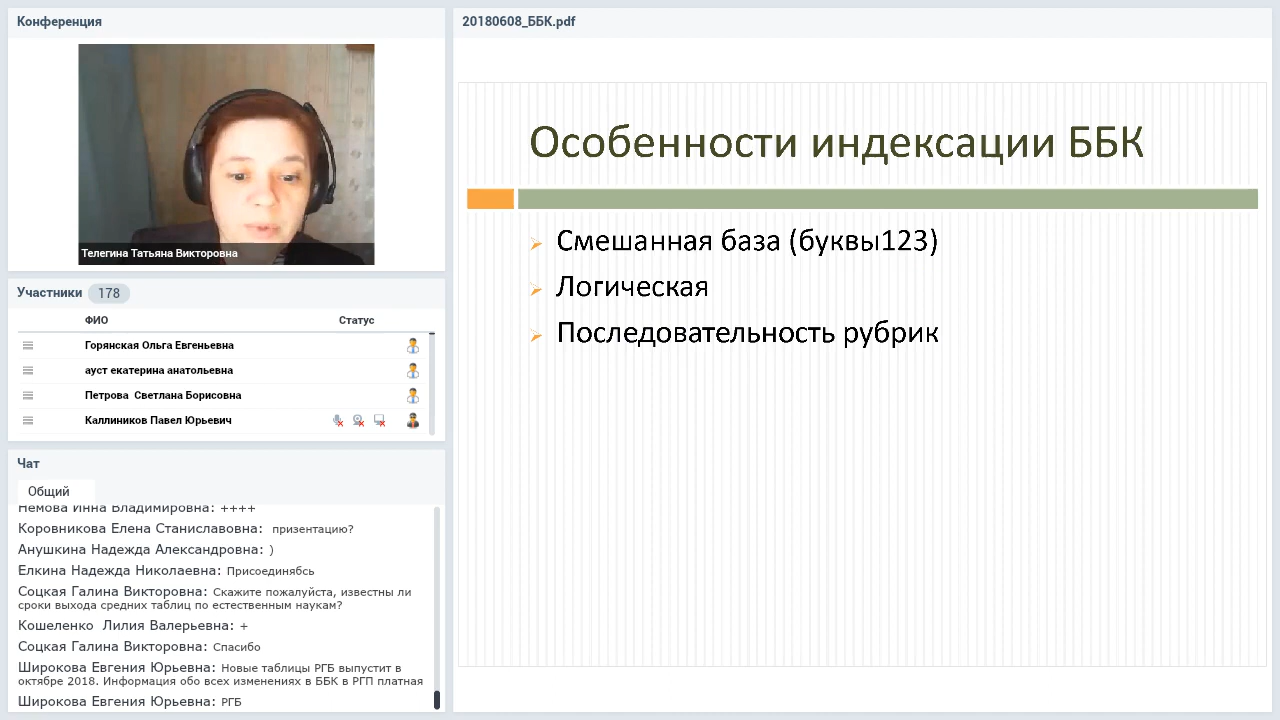 Конференция
Телегина Татьяна Викторовна
Участники 178
ФИО Статус
Горянская Ольга Евгеньевна
ауст екатерина анатольевна
Петрова Светлана Борисовна
Каллиников Павел Юрьевич
Чат
Общий
Немова Инна Владимировна: ++++
Коровникова Елена Станиславовна: призентацию?
Анушкина Надежда Александровна: )
Елкина Надежда Николаевна: Присоединябсь
Соцкая Галина Викторовна: Скажите пожалуйста, известны ли
сроки выхода средних таблиц по естественным наукам?
Кошеленко Лилия Валерьевна: +
Соцкая Галина Викторовна: Спасибо
Широкова Евгения Юрьевна: Новые таблицы РГБ выпустит в
октябре 2018. Информация обо всех изменениях в ББК в РГП платная
Широкова Евгения Юрьевна: РГБ
20180608_ББК.pdf
Особенности индексации ББК
Смешанная база (буквы123)
Логическая
Последовательность рубрик